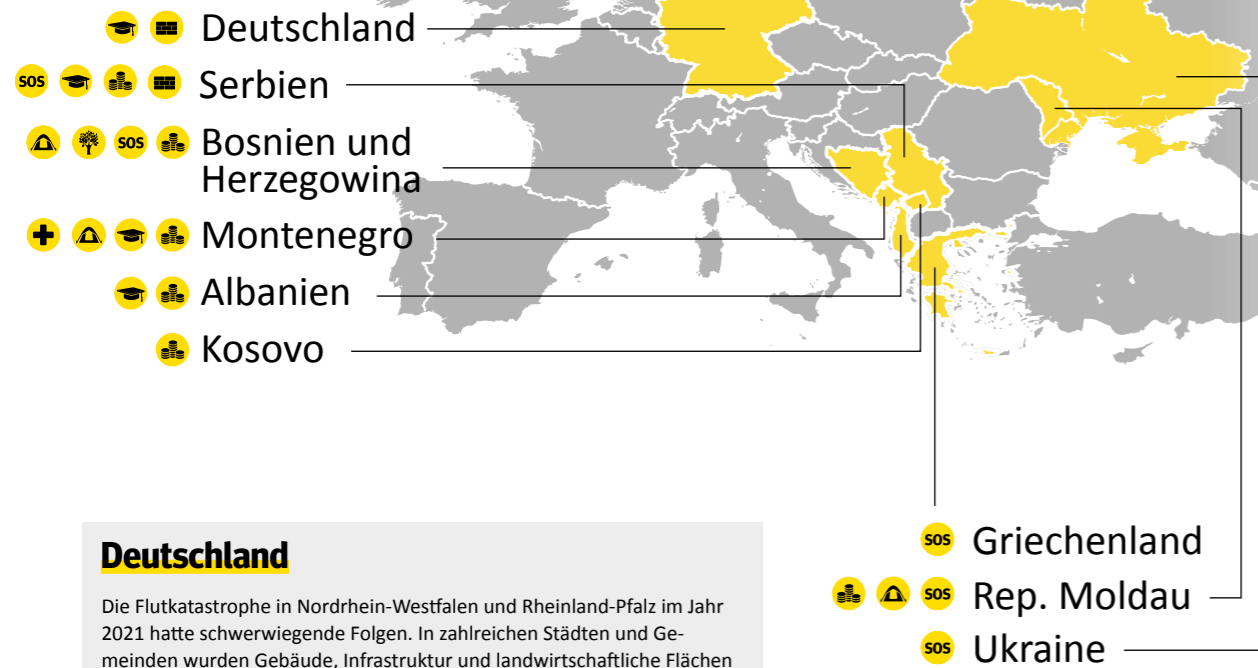 Deutschland
SOS Serbien
SOS Bosnien und
Herzegowina
Montenegro
Albanien
Kosovo
SOS Griechenland
SOS Rep. Moldau
SOS Ukraine
Deutschland
Die Flutkatastrophe in Nordrhein-Westfalen und Rheinland-Pfalz im Jahr
2021 hatte schwerwiegende Folgen. In zahlreichen Städten und Ge-
meinden wurden Gebäude, Infrastruktur und landwirtschaftliche Flächen